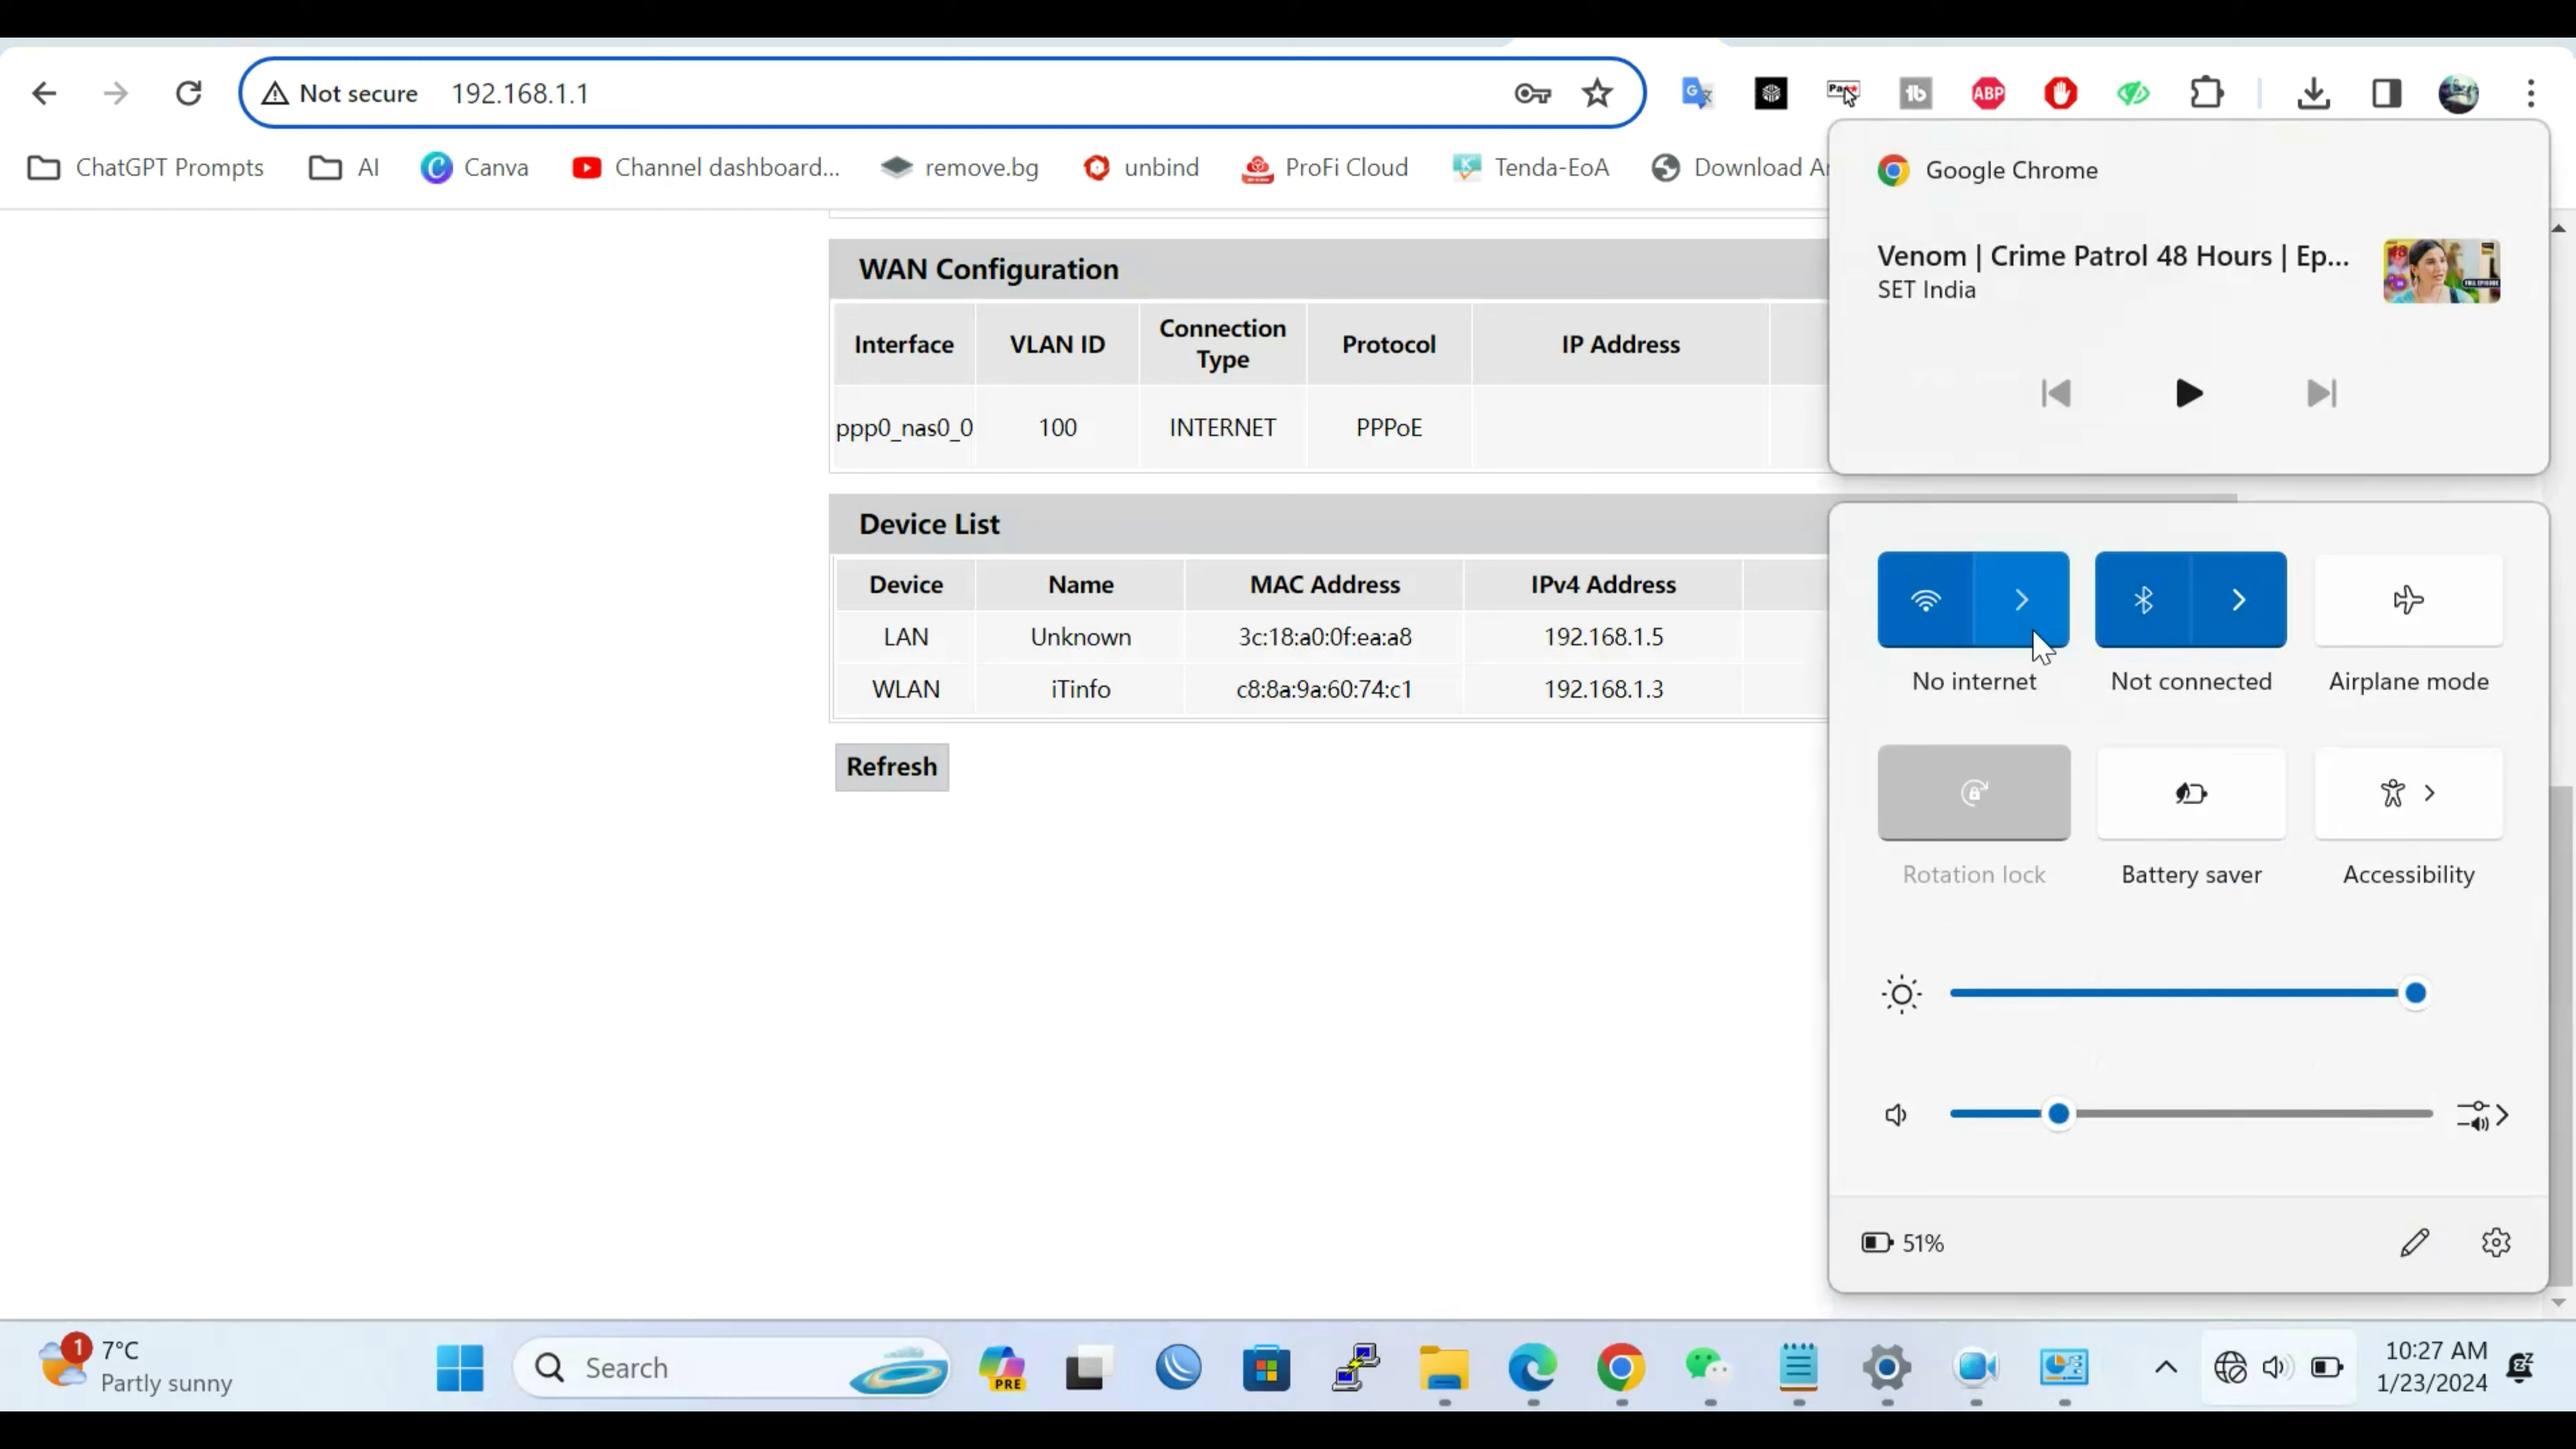 Not secure 192.168.1.1
ABP
ChatGPT Prompts AI Canva Channel dashboard... remove.bg unbind ProFi Cloud Tenda-EoA Download Ar
WAN Configuration
Interface VLAN ID Connection Type Protocol IP Address
ppp0_nas0_0 100 INTERNET PPPoE
Device List
Device Name MAC Address IPv4 Address
LAN Unknown 3c:18:a0:0f:ea:a8 192.168.1.5
WLAN iTinfo c8:8a:9a:60:74:c1 192.168.1.3
Refresh
Google Chrome
Venom | Crime Patrol 48 Hours | Ep...
SET India
No internet Not connected Airplane mode
Rotation lock Battery saver Accessibility
51%
1
7°C
Partly sunny
Search
PRE
10:27 AM
1/23/2024